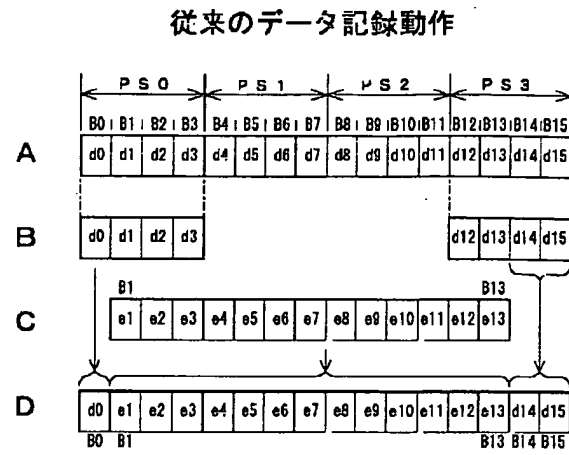 従来のデータ記録動作
PS0 PS1 PS2 PS3
B0 B1 B2 B3 B4 B5 B6 B7 B8 B9 B10 B11 B12 B13 B14 B15
A d0 d1 d2 d3 d4 d5 d6 d7 d8 d9 d10 d11 d12 d13 d14 d15
B d0 d1 d2 d3 d12 d13 d14 d15
B1 B13
C e1 e2 e3 e4 e5 e6 e7 e8 e9 e10 e11 e12 e13
D d0 e1 e2 e3 e4 e5 e6 e7 e8 e9 e10 e11 e12 e13 d14 d15
B0 B1 B13 B14 B15